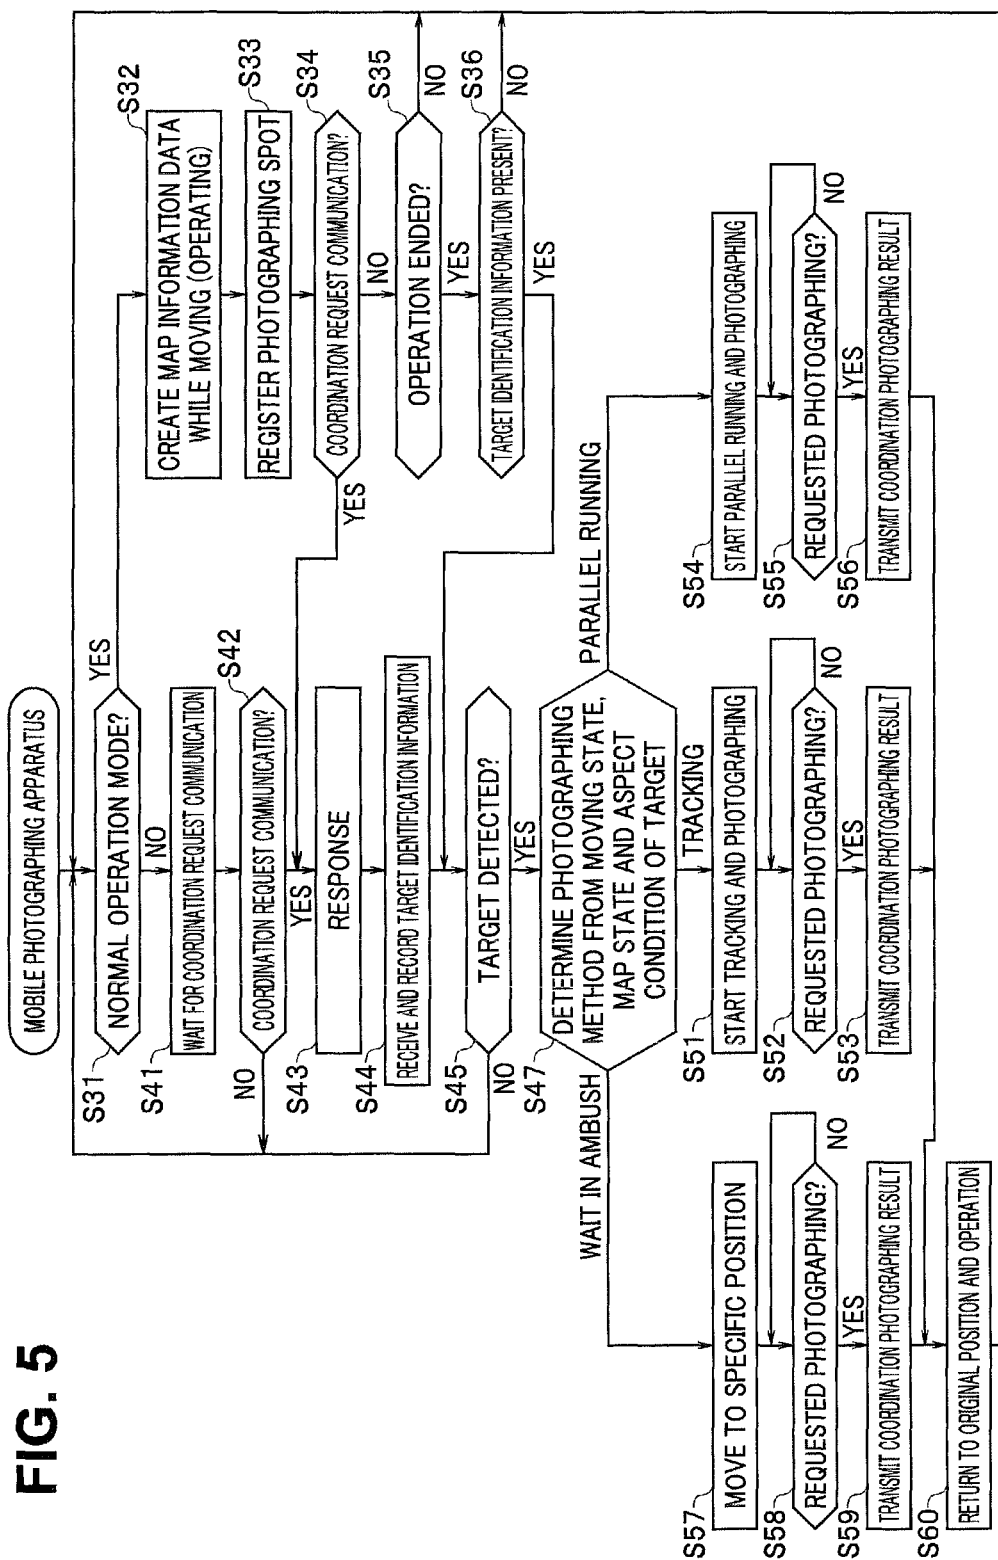 FIG. 5
MOBILE PHOTOGRAPHING APPARATUS
S31
NORMAL OPERATION MODE?
YES
NO
S32
CREATE MAP INFORMATION DATA
WHILE MOVING (OPERATING)
S33
REGISTER PHOTOGRAPHING SPOT
S34
COORDINATION REQUEST COMMUNICATION?
YES
NO
S35
OPERATION ENDED?
NO
YES
S36
TARGET IDENTIFICATION INFORMATION PRESENT?
NO
YES
S41
WAIT FOR COORDINATION REQUEST COMMUNICATION
S42
COORDINATION REQUEST COMMUNICATION?
NO
YES
S43
RESPONSE
S44
RECEIVE AND RECORD TARGET IDENTIFICATION INFORMATION
S45
TARGET DETECTED?
NO
YES
S47
DETERMINE PHOTOGRAPHING
METHOD FROM MOVING STATE,
MAP STATE AND ASPECT
CONDITION OF TARGET
WAIT IN AMBUSH
TRACKING
PARALLEL RUNNING
S51
START TRACKING AND PHOTOGRAPHING
S52
REQUESTED PHOTOGRAPHING?
NO
YES
S53
TRANSMIT COORDINATION PHOTOGRAPHING RESULT
S54
START PARALLEL RUNNING AND PHOTOGRAPHING
S55
REQUESTED PHOTOGRAPHING?
NO
YES
S56
TRANSMIT COORDINATION PHOTOGRAPHING RESULT
S57
MOVE TO SPECIFIC POSITION
S58
REQUESTED PHOTOGRAPHING?
NO
YES
S59
TRANSMIT COORDINATION PHOTOGRAPHING RESULT
S60
RETURN TO ORIGINAL POSITION AND OPERATION